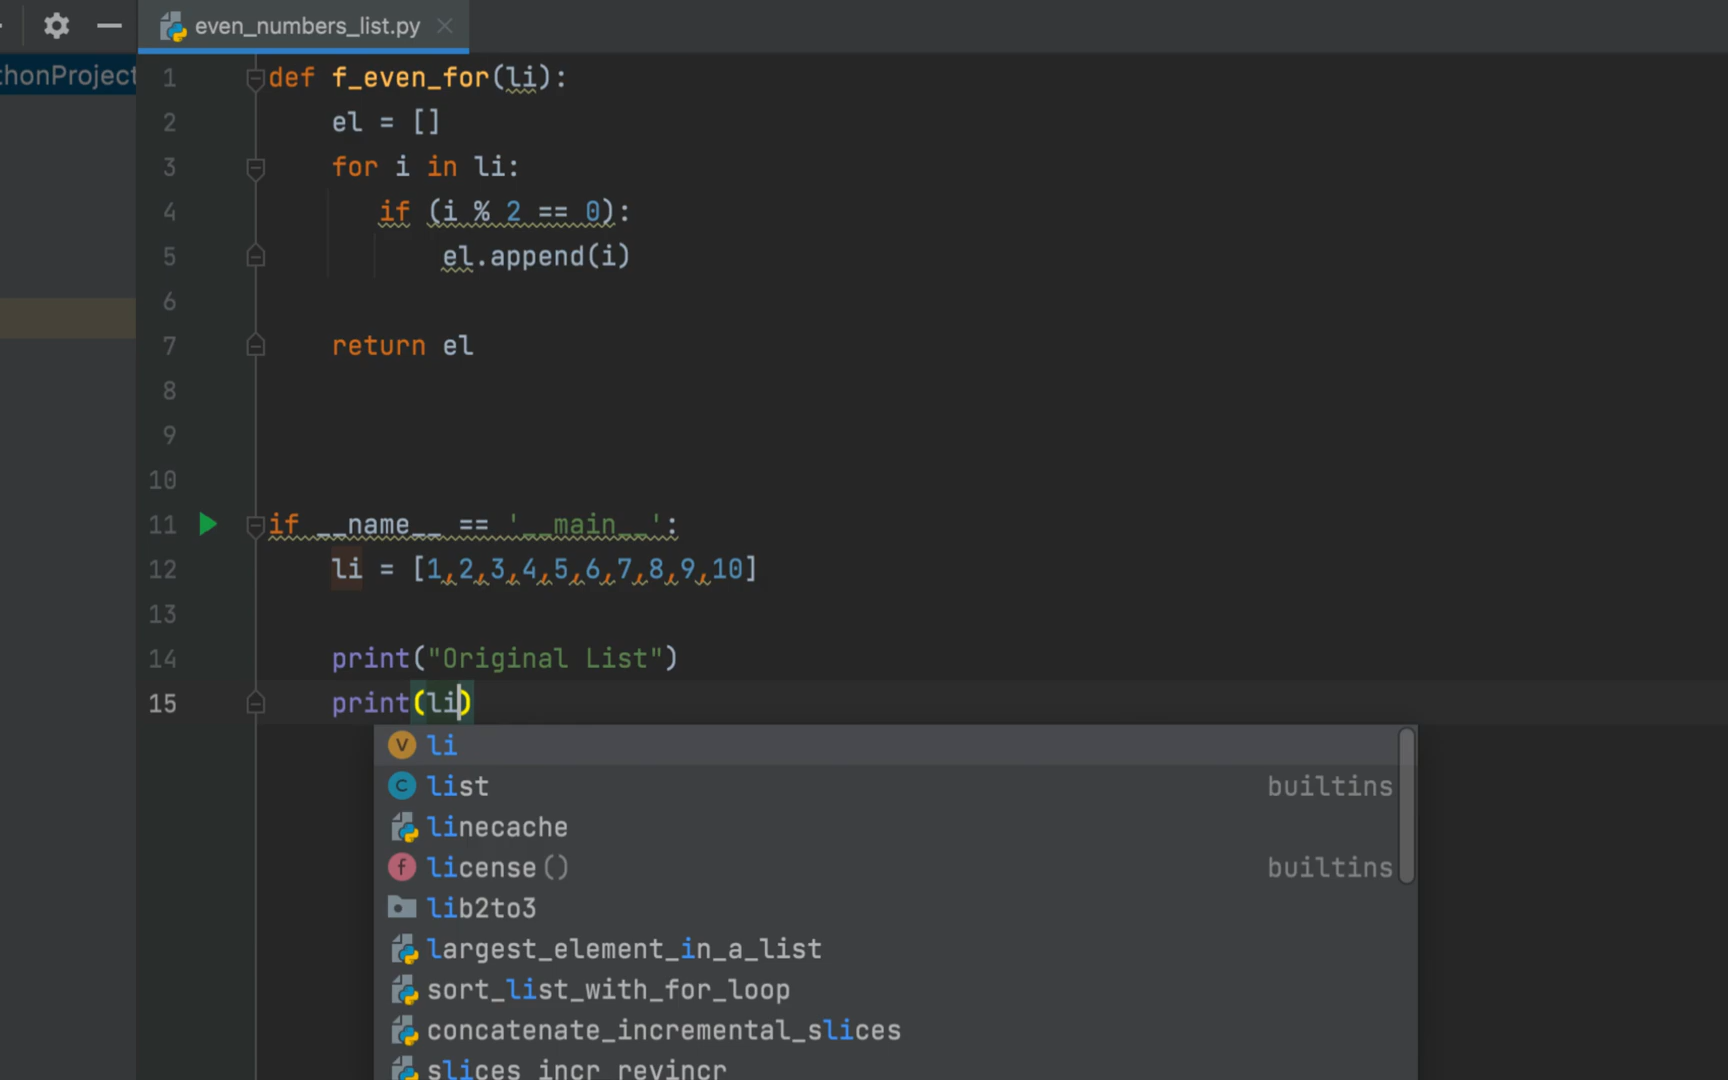 even_numbers_list.py
thonProject
1 def f_even_for(li):
2 el = []
3 for i in li:
4 if (i % 2 == 0):
5 el.append(i)
6
7 return el
8
9
10
11 if __name__ == '__main__':
12 li = [1,2,3,4,5,6,7,8,9,10]
13
14 print("Original List")
15 print(li)
V li
C list builtins
linecache
f license() builtins
lib2to3
largest_element_in_a_list
sort_list_with_for_loop
concatenate_incremental_slices
slices_incr_revincr